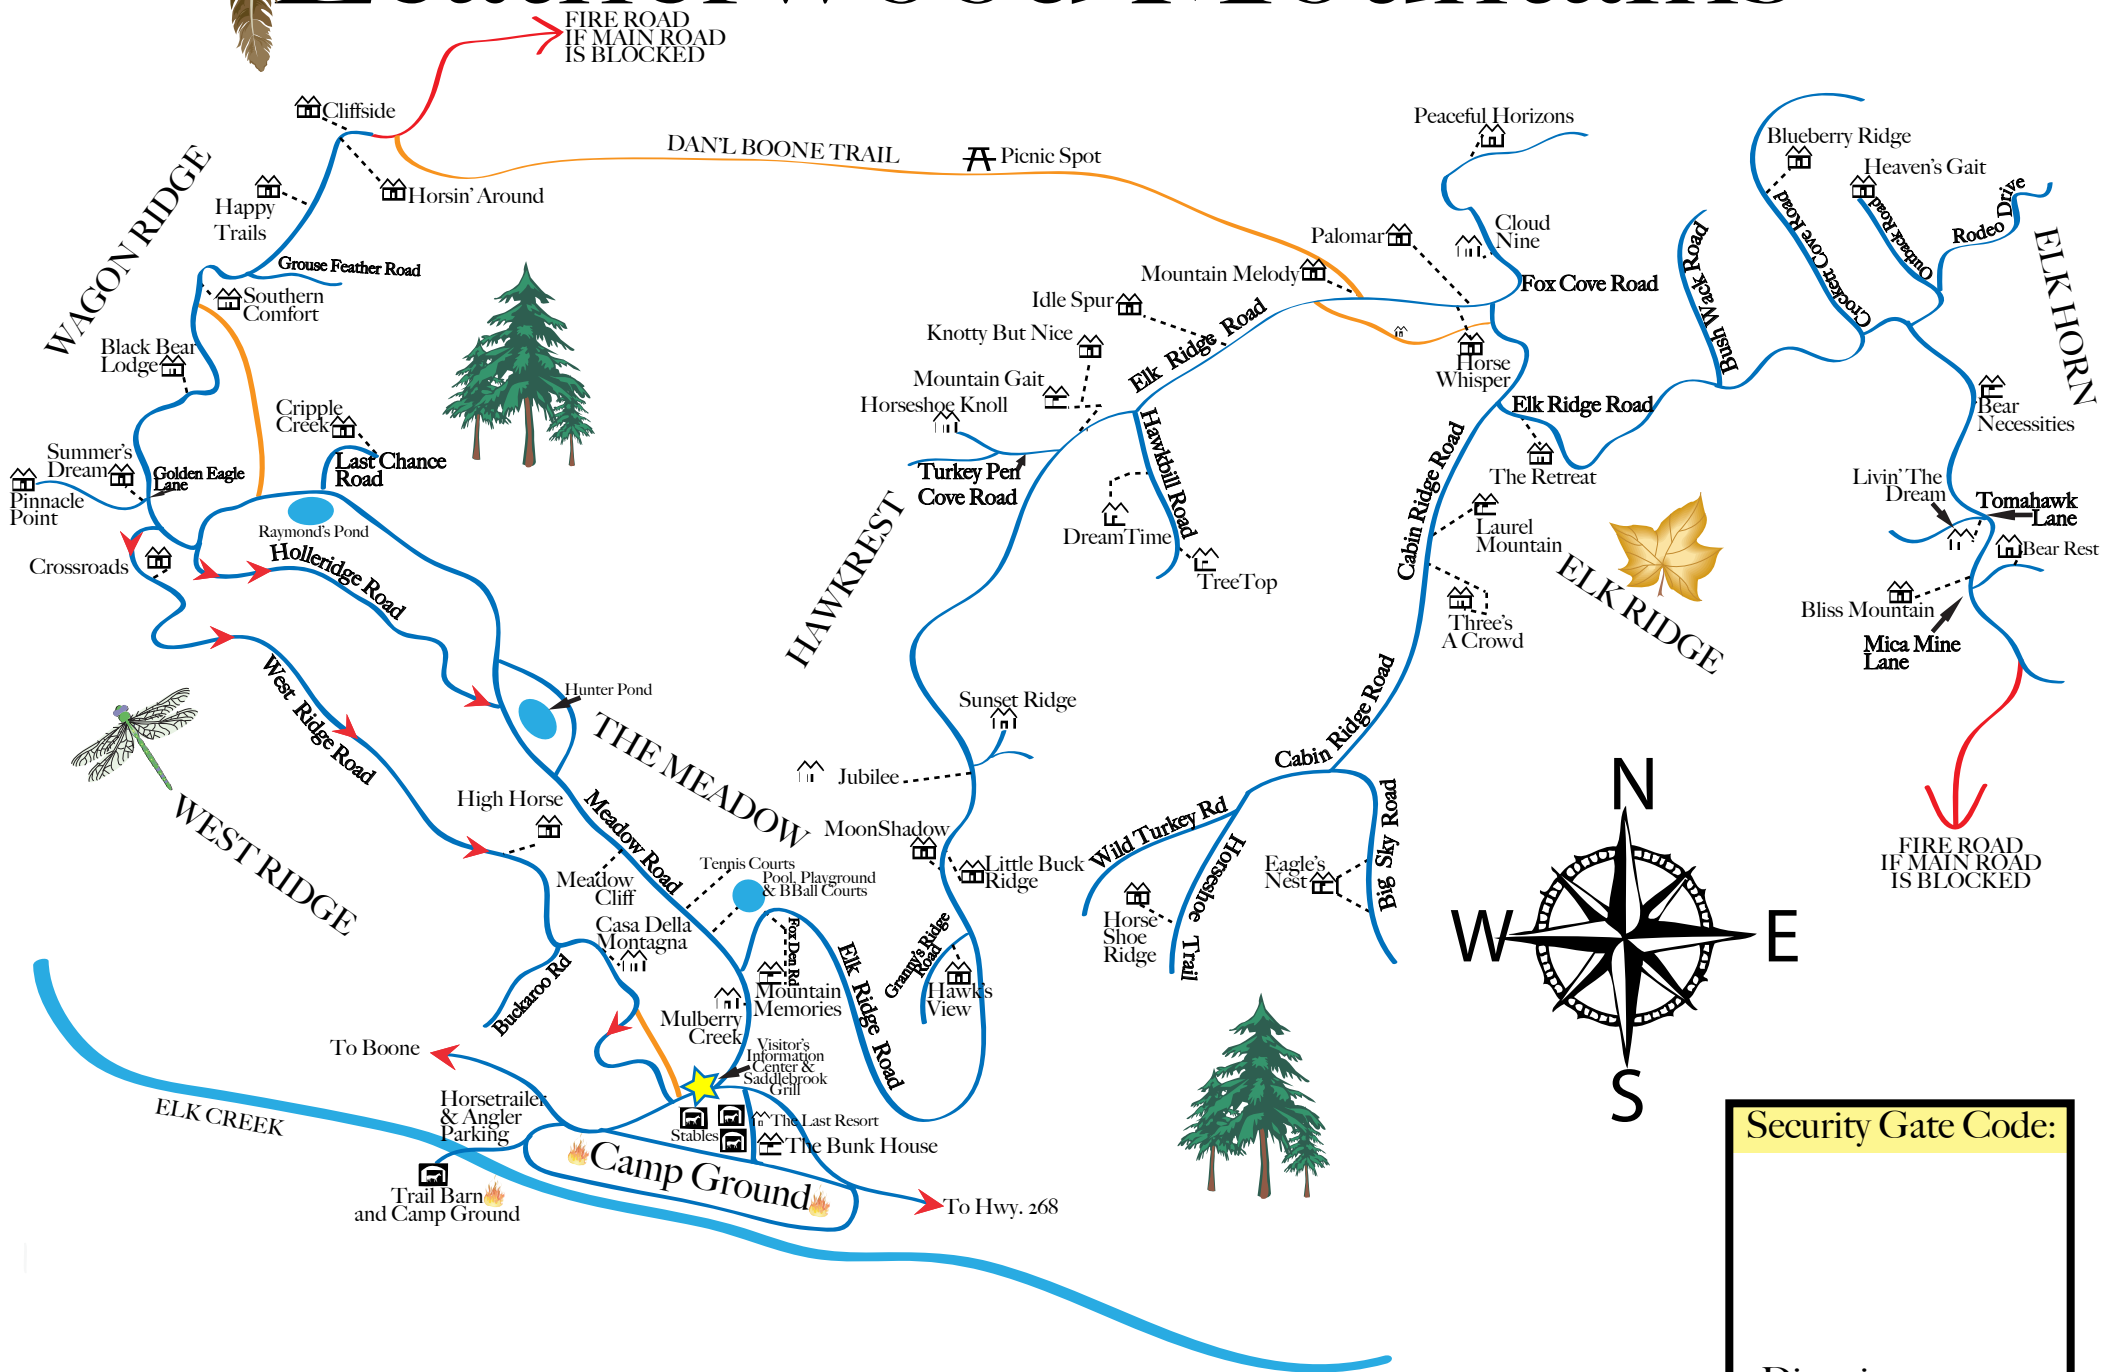 Leatherwood Mountains
FIRE ROAD
IF MAIN ROAD
IS BLOCKED
Cliffside
Horsin' Around
Happy
Trails
WAGON RIDGE
Grouse Feather Road
Southern
Comfort
Black Bear
Lodge
Cripple
Creek
Last Chance
Road
Summer's
Dream
Golden Eagle
Lane
Pinnacle
Point
Raymond's Pond
Crossroads
Holleridge Road
DAN'L BOONE TRAIL
Picnic Spot
Peaceful Horizons
Palomar
Cloud
Nine
Mountain Melody
Fox Cove Road
Idle Spur
Knotty But Nice
Elk Ridge Road
Mountain Gait
Horseshoe Knoll
Horse
Whisper
Turkey Pen
Cove Road
Hawkbill Road
DreamTime
TreeTop
HAWKREST
Blueberry Ridge
Heaven's Gait
Crockett Cove Road
Outback Road
Rodeo Drive
ELK HORN
Bush Wack Road
Elk Ridge Road
The Retreat
Cabin Ridge Road
Laurel
Mountain
Three's
A Crowd
ELK RIDGE
Bear
Necessities
Livin' The
Dream
Tomahawk
Lane
Bear Rest
Bliss Mountain
Mica Mine
Lane
FIRE ROAD
IF MAIN ROAD
IS BLOCKED
West Ridge Road
WEST RIDGE
Hunter Pond
THE MEADOW
High Horse
Meadow Road
Meadow
Cliff
Tennis Courts
Pool, Playground
& BBall Courts
Casa Della
Montagna
Fox Den Rd
Mountain
Memories
Mulberry
Creek
Elk Ridge Road
Buckaroo Rd
Visitor's
Information
Center &
Saddlebrook
Grill
Sunset Ridge
Jubilee
MoonShadow
Little Buck
Ridge
Granny's Ridge
Road
Hawk's
View
Cabin Ridge Road
Wild Turkey Rd
Horseshoe Trail
Horse
Shoe
Ridge
Eagle's
Nest
Big Sky Road
N
W
E
S
To Boone
Horsetrailer
& Angler
Parking
ELK CREEK
Stables
The Last Resort
The Bunk House
Camp Ground
Trail Barn
and Camp Ground
To Hwy. 268
Security Gate Code: